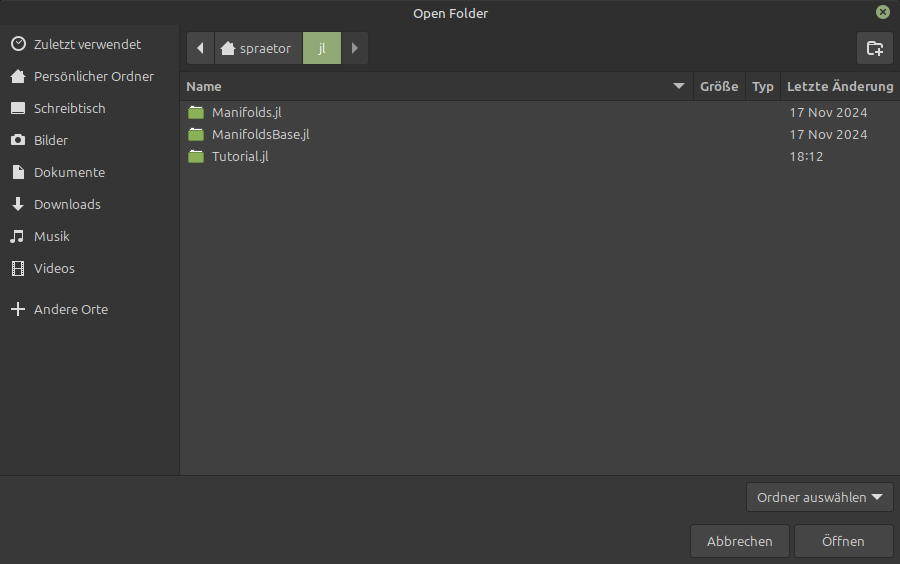 Open Folder
Zuletzt verwendet
Persönlicher Ordner
Schreibtisch
Bilder
Dokumente
Downloads
Musik
Videos
Andere Orte
spraetor jl
Name Größe Typ Letzte Änderung
Manifolds.jl 17 Nov 2024
ManifoldsBase.jl 17 Nov 2024
Tutorial.jl 18:12
Ordner auswählen
Abbrechen Öffnen